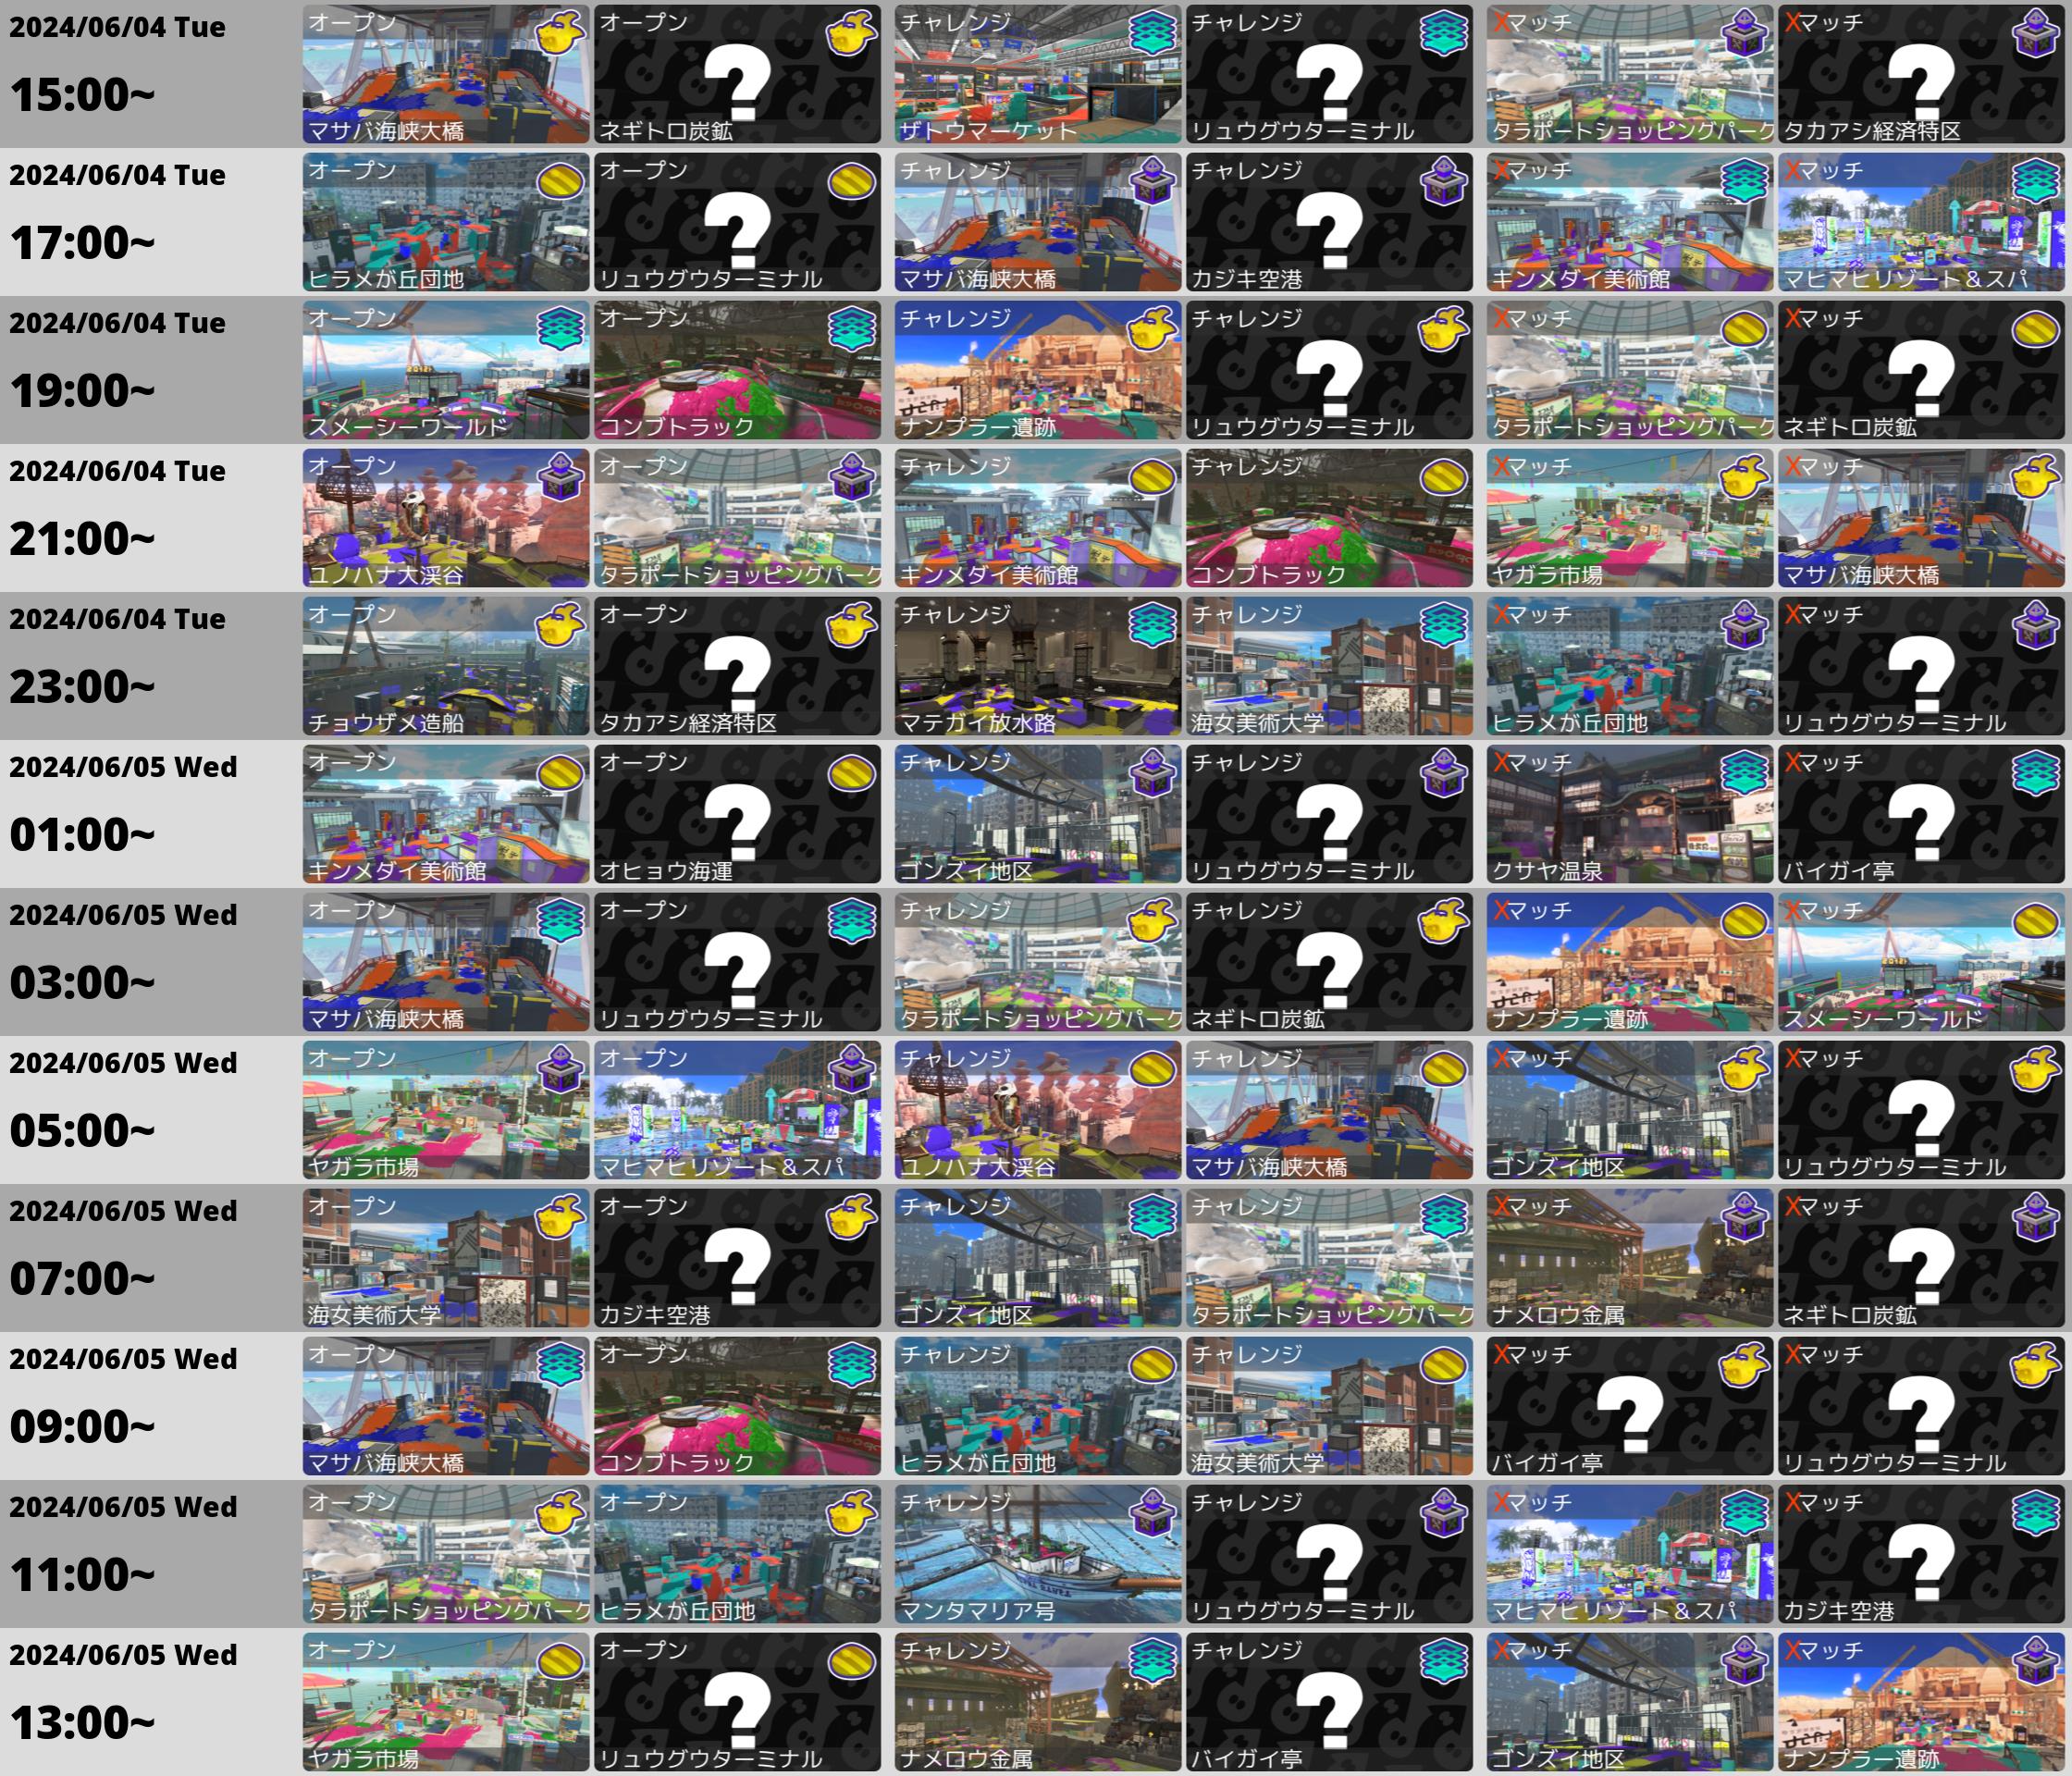 2024/06/04 Tue
15:00~
オープン
マサバ海峡大橋
オープン
ネギトロ炭鉱
チャレンジ
ザトウマーケット
チャレンジ
リュウグウターミナル
Xマッチ
タラポートショッピングパーク
Xマッチ
タカアシ経済特区
2024/06/04 Tue
17:00~
オープン
ヒラメが丘団地
オープン
リュウグウターミナル
チャレンジ
マサバ海峡大橋
チャレンジ
カジキ空港
Xマッチ
キンメダイ美術館
Xマッチ
マヒマヒリゾート＆スパ
2024/06/04 Tue
19:00~
オープン
スメーシーワールド
オープン
コンブトラック
チャレンジ
ナンプラー遺跡
チャレンジ
リュウグウターミナル
Xマッチ
タラポートショッピングパーク
Xマッチ
ネギトロ炭鉱
2024/06/04 Tue
21:00~
オープン
ユノハナ大渓谷
オープン
タラポートショッピングパーク
チャレンジ
キンメダイ美術館
チャレンジ
コンブトラック
Xマッチ
ヤガラ市場
Xマッチ
マサバ海峡大橋
2024/06/04 Tue
23:00~
オープン
チョウザメ造船
オープン
タカアシ経済特区
チャレンジ
マテガイ放水路
チャレンジ
海女美術大学
Xマッチ
ヒラメが丘団地
Xマッチ
リュウグウターミナル
2024/06/05 Wed
01:00~
オープン
キンメダイ美術館
オープン
オヒョウ海運
チャレンジ
ゴンズイ地区
チャレンジ
リュウグウターミナル
Xマッチ
クサヤ温泉
Xマッチ
バイガイ亭
2024/06/05 Wed
03:00~
オープン
マサバ海峡大橋
オープン
リュウグウターミナル
チャレンジ
タラポートショッピングパーク
チャレンジ
ネギトロ炭鉱
Xマッチ
ナンプラー遺跡
Xマッチ
スメーシーワールド
2024/06/05 Wed
05:00~
オープン
ヤガラ市場
オープン
マヒマヒリゾート＆スパ
チャレンジ
ユノハナ大渓谷
チャレンジ
マサバ海峡大橋
Xマッチ
ゴンズイ地区
Xマッチ
リュウグウターミナル
2024/06/05 Wed
07:00~
オープン
海女美術大学
オープン
カジキ空港
チャレンジ
ゴンズイ地区
チャレンジ
タラポートショッピングパーク
Xマッチ
ナメロウ金属
Xマッチ
ネギトロ炭鉱
2024/06/05 Wed
09:00~
オープン
マサバ海峡大橋
オープン
コンブトラック
チャレンジ
ヒラメが丘団地
チャレンジ
海女美術大学
Xマッチ
バイガイ亭
Xマッチ
リュウグウターミナル
2024/06/05 Wed
11:00~
オープン
タラポートショッピングパーク
オープン
ヒラメが丘団地
チャレンジ
マンタマリア号
チャレンジ
リュウグウターミナル
Xマッチ
マヒマヒリゾート＆スパ
Xマッチ
カジキ空港
2024/06/05 Wed
13:00~
オープン
ヤガラ市場
オープン
リュウグウターミナル
チャレンジ
ナメロウ金属
チャレンジ
バイガイ亭
Xマッチ
ゴンズイ地区
Xマッチ
ナンプラー遺跡